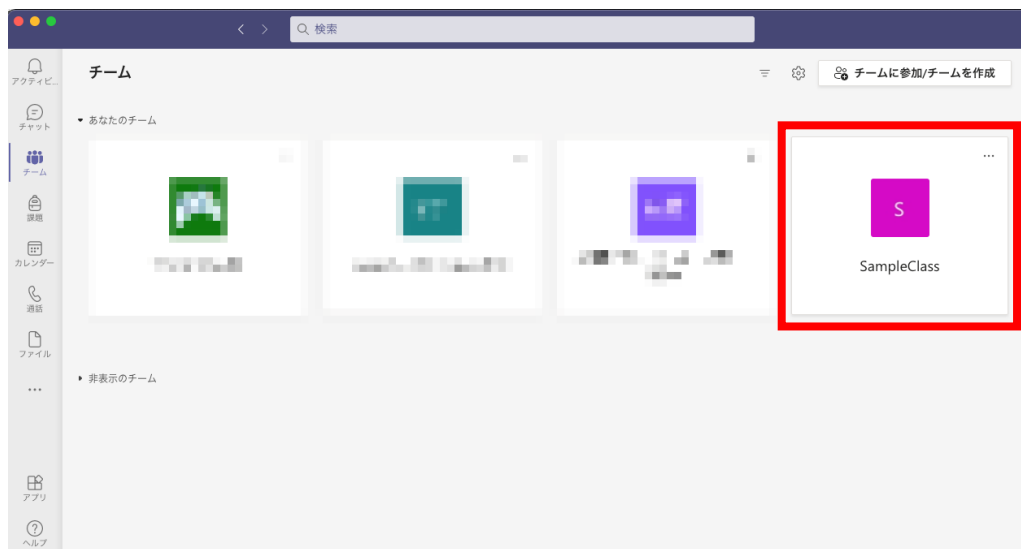 検索
アクティビ...
チャット
チーム
課題
カレンダー
通話
ファイル
...
アプリ
ヘルプ
チーム
チームに参加/チームを作成
あなたのチーム
...
S
SampleClass
非表示のチーム